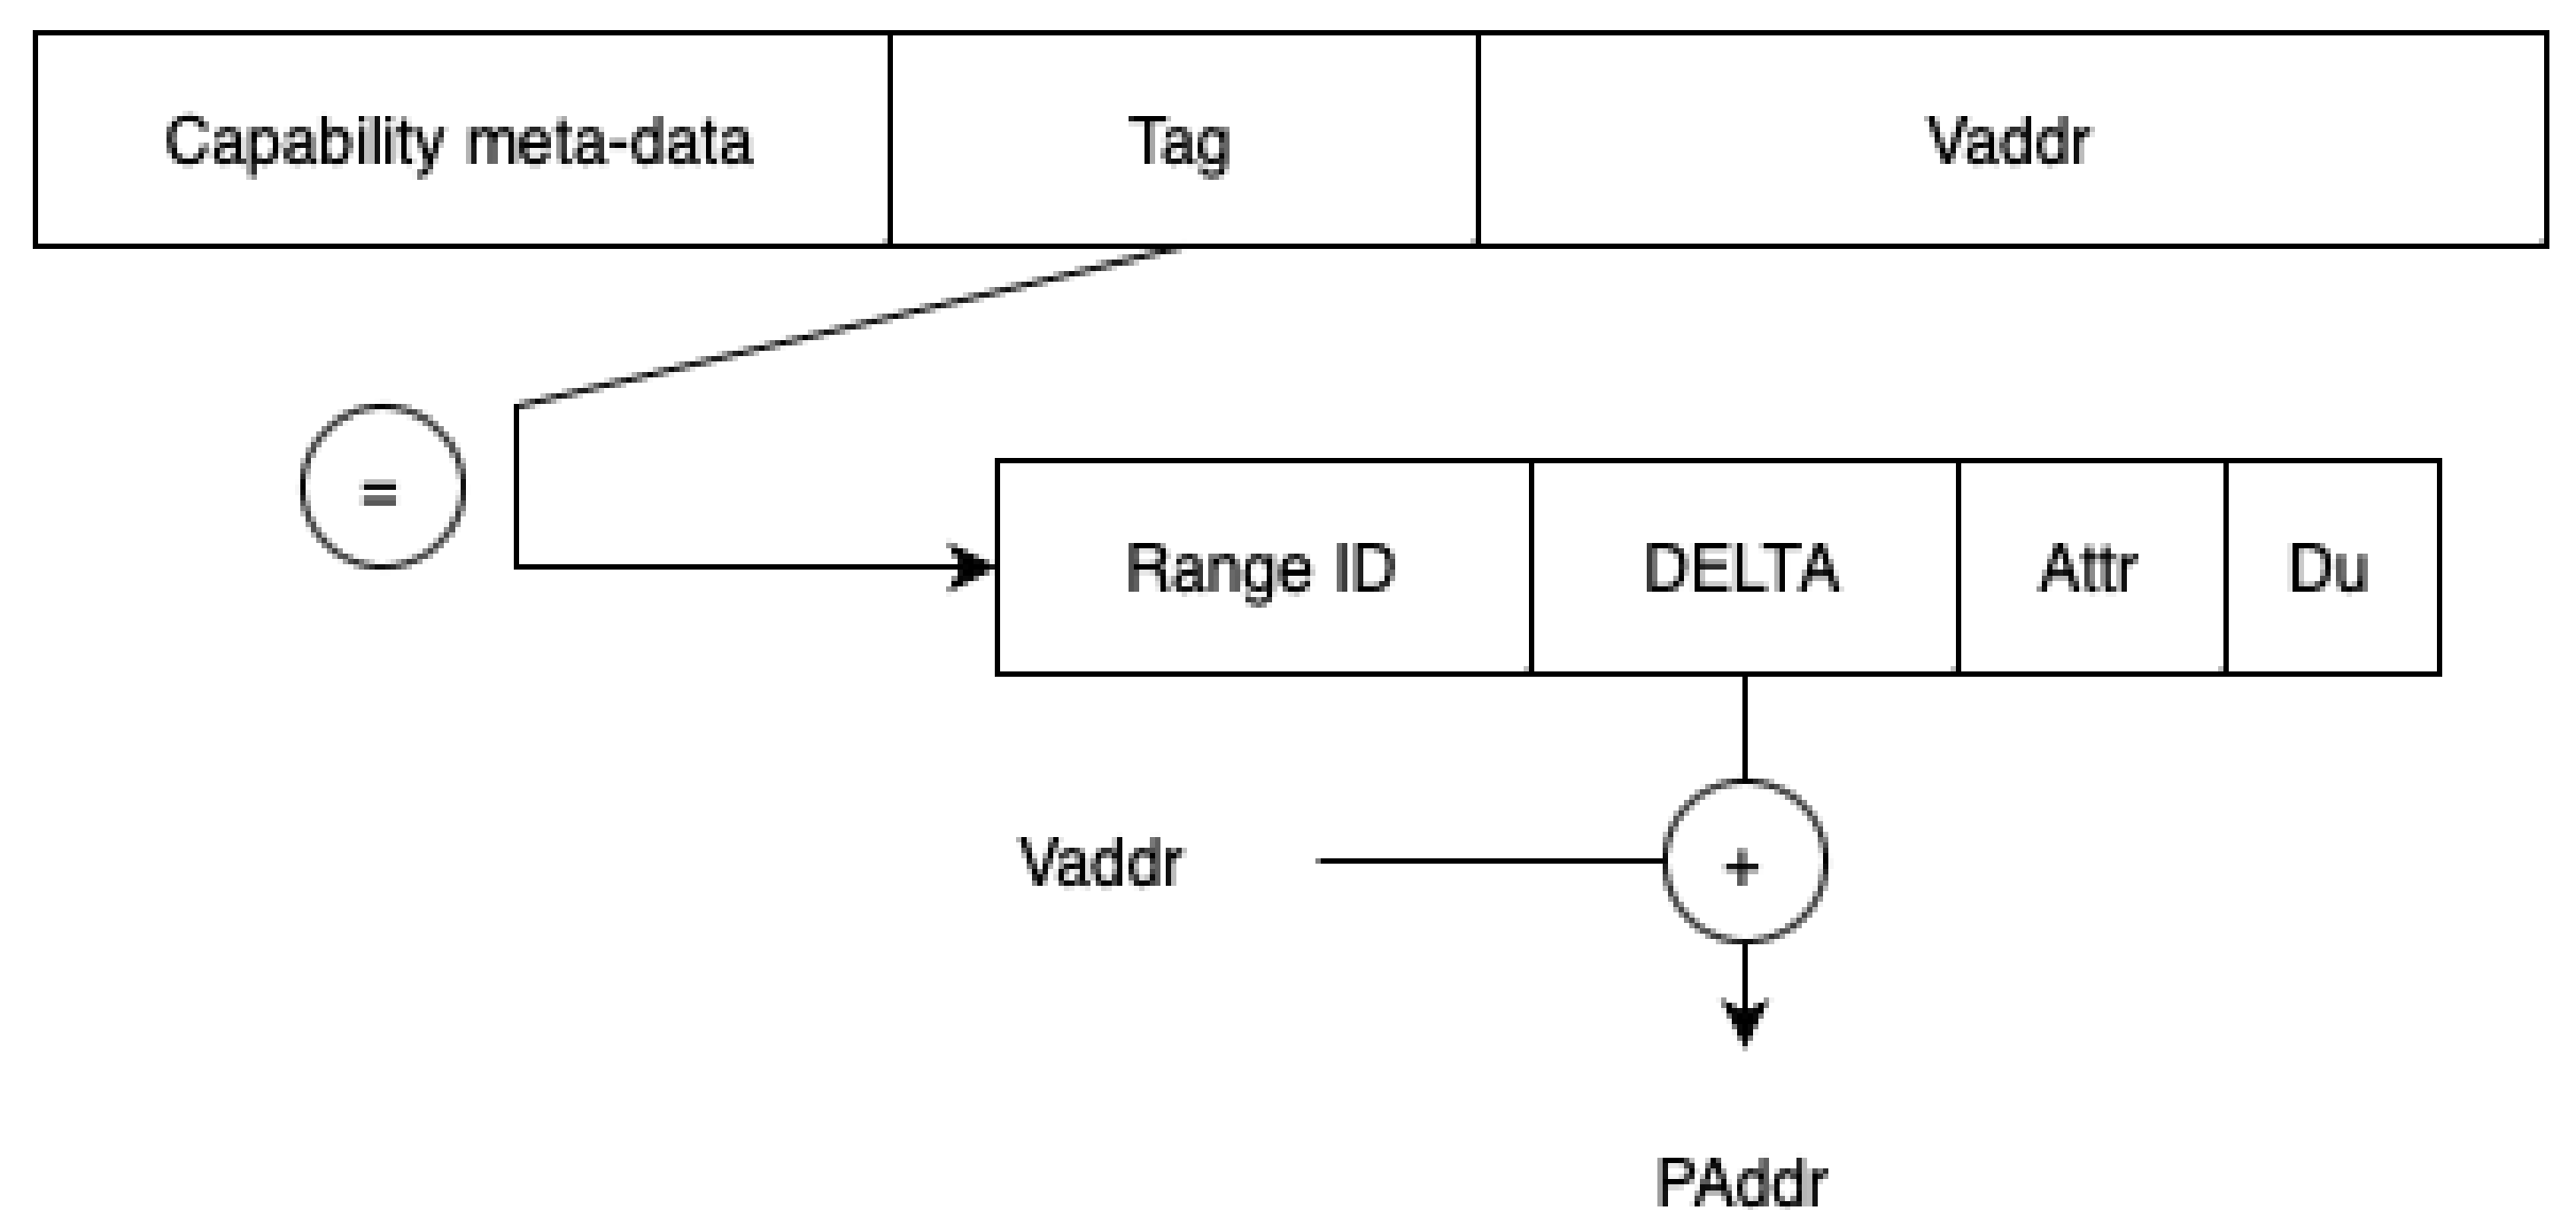 Capability meta-data Tag Vaddr
=
Range ID DELTA Attr Du
Vaddr +
PAddr